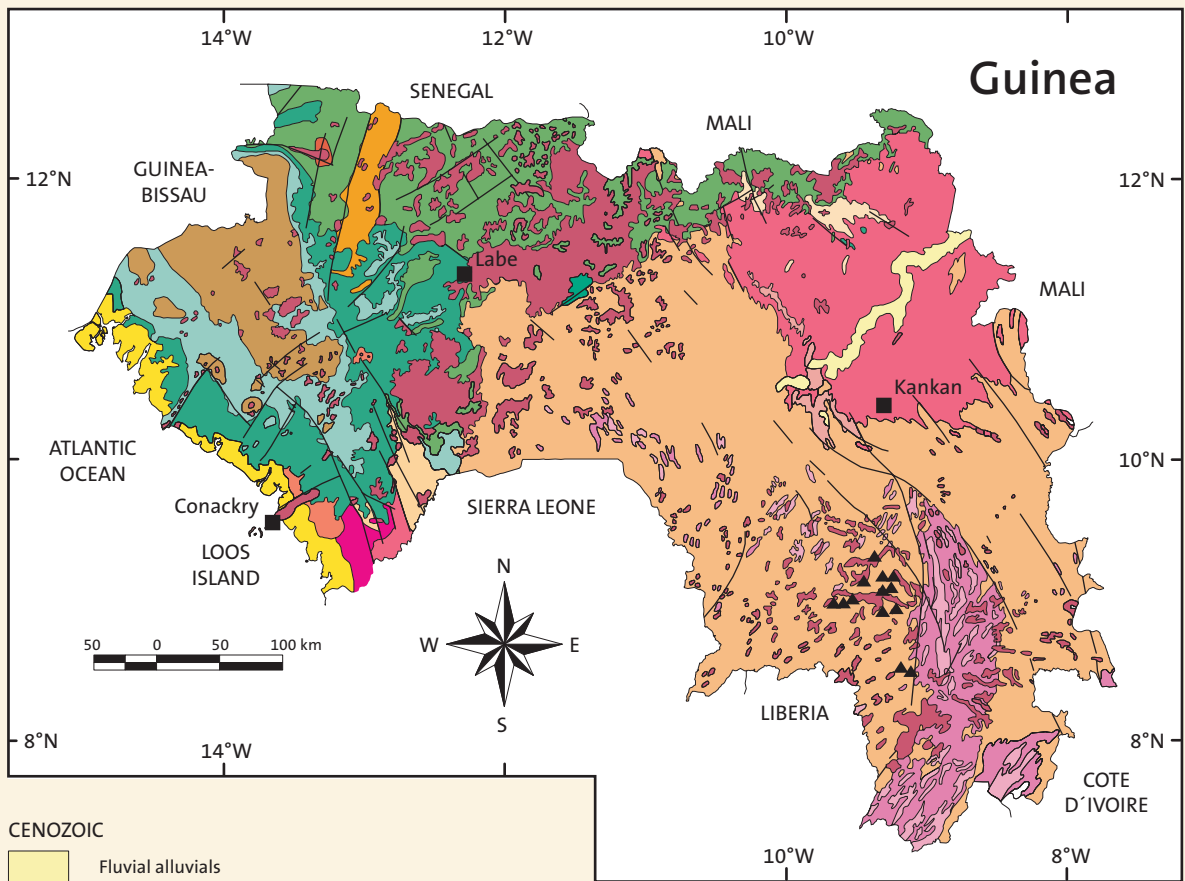 14°W
12°W
10°W
Guinea
SENEGAL
MALI
GUINEA-
BISSAU
12°N
12°N
Labe
MALI
Kankan
ATLANTIC
OCEAN
10°N
10°N
Conackry
SIERRA LEONE
LOOS
ISLAND
N
50 0 50 100 km
W E
S
LIBERIA
8°N
14°W
12°W
8°N
COTE
D´IVOIRE
CENOZOIC
10°W
8°W
Fluvial alluvials